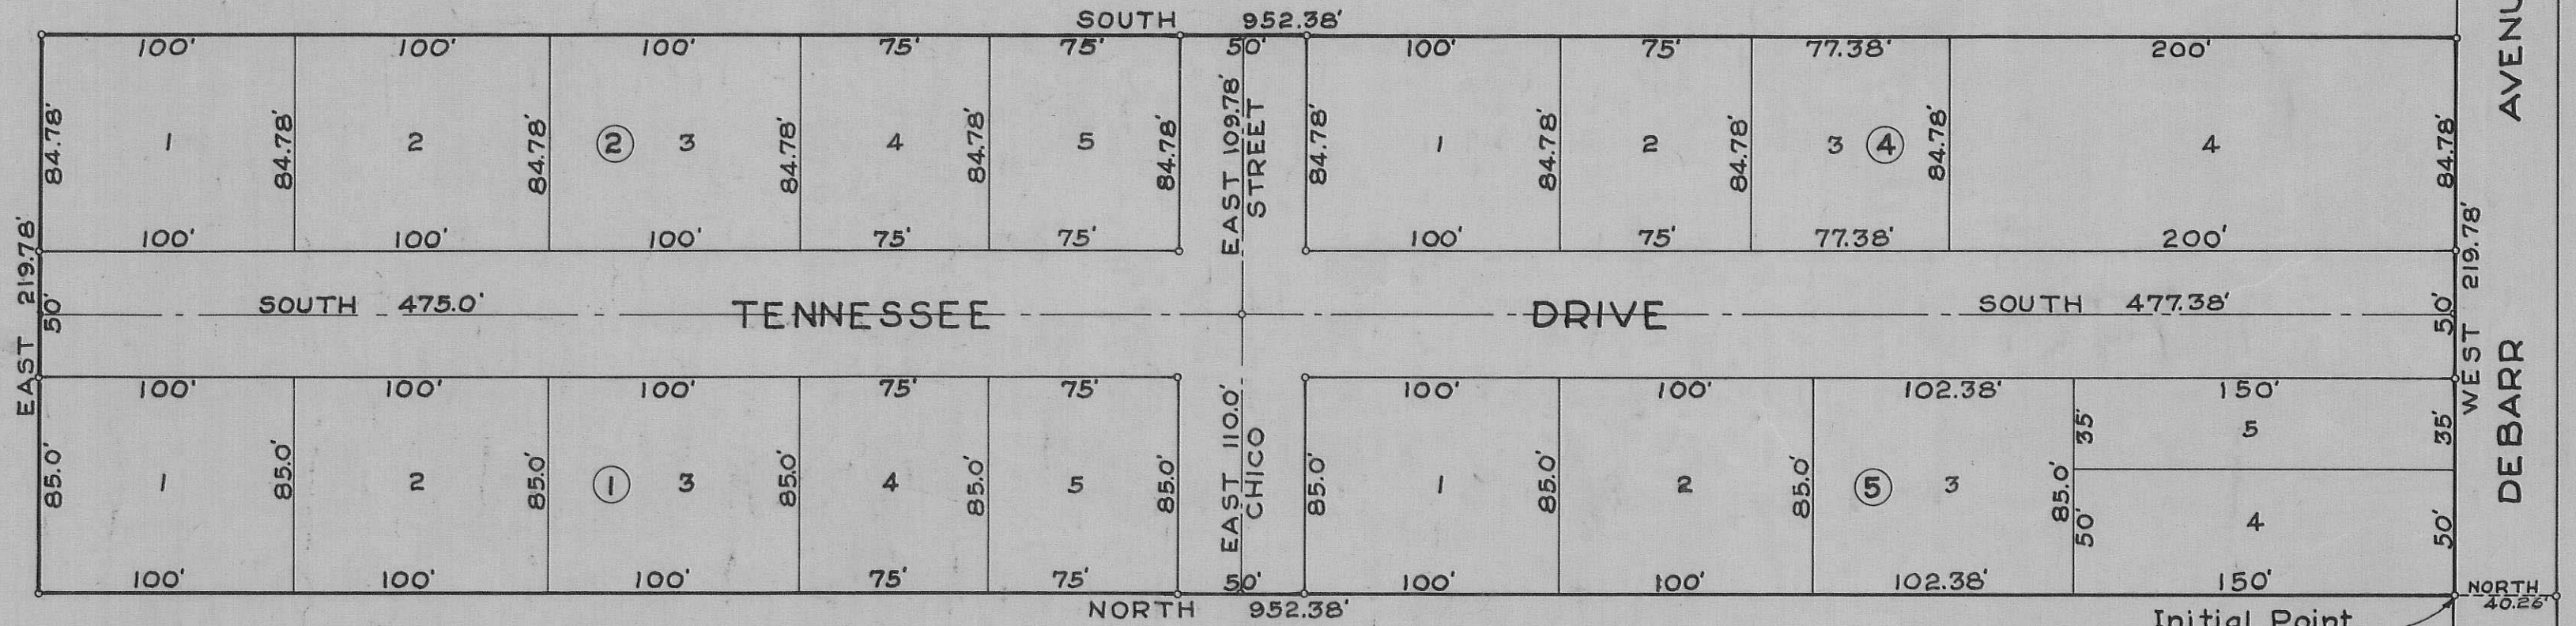 SOUTH 952.38'
100' 100' 100' 75' 75' 50' 100' 75' 77.38' 200'
84.78' 1 84.78' 2 84.78' ② 3 84.78' 4 84.78' 5 84.78' 84.78' 1 84.78' 2 84.78' 3 ④ 84.78' 4 84.78'
EAST 109.78'
STREET
100' 100' 100' 75' 75' 100' 75' 77.38' 200'
EAST 219.78'
50'
SOUTH 475.0' TENNESSEE DRIVE SOUTH 477.38'
50'
WEST 219.78'
DEBARR AVENU
100' 100' 100' 75' 75' 100' 100' 102.38' 150'
85.0' 1 85.0' 2 85.0' ① 3 85.0' 4 85.0' 5 85.0' 85.0' 1 85.0' 2 85.0' ⑤ 3 85.0'
35' 5 35'
50' 4 50'
EAST 110.0'
CHICO
100' 100' 100' 75' 75' 50' 100' 100' 102.38' 150'
NORTH 952.38'
NORTH
40.26'
Initial Point